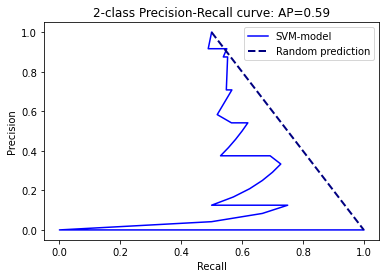 2-class Precision-Recall curve: AP=0.59
SVM-model
Random prediction
Precision
1.0
0.8
0.6
0.4
0.2
0.0
0.0 0.2 0.4 0.6 0.8 1.0
Recall